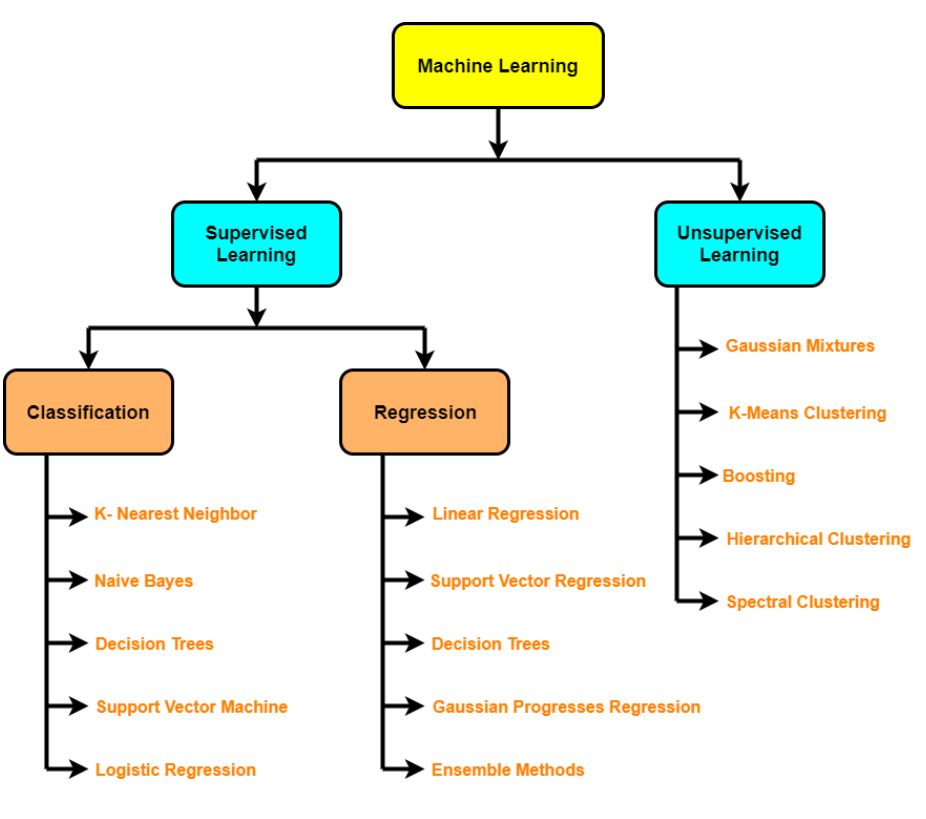 Machine Learning
Supervised
Learning
Unsupervised
Learning
Classification
Regression
Gaussian Mixtures
K-Means Clustering
Boosting
Hierarchical Clustering
Spectral Clustering
K- Nearest Neighbor
Naive Bayes
Decision Trees
Support Vector Machine
Logistic Regression
Linear Regression
Support Vector Regression
Decision Trees
Gaussian Progresses Regression
Ensemble Methods